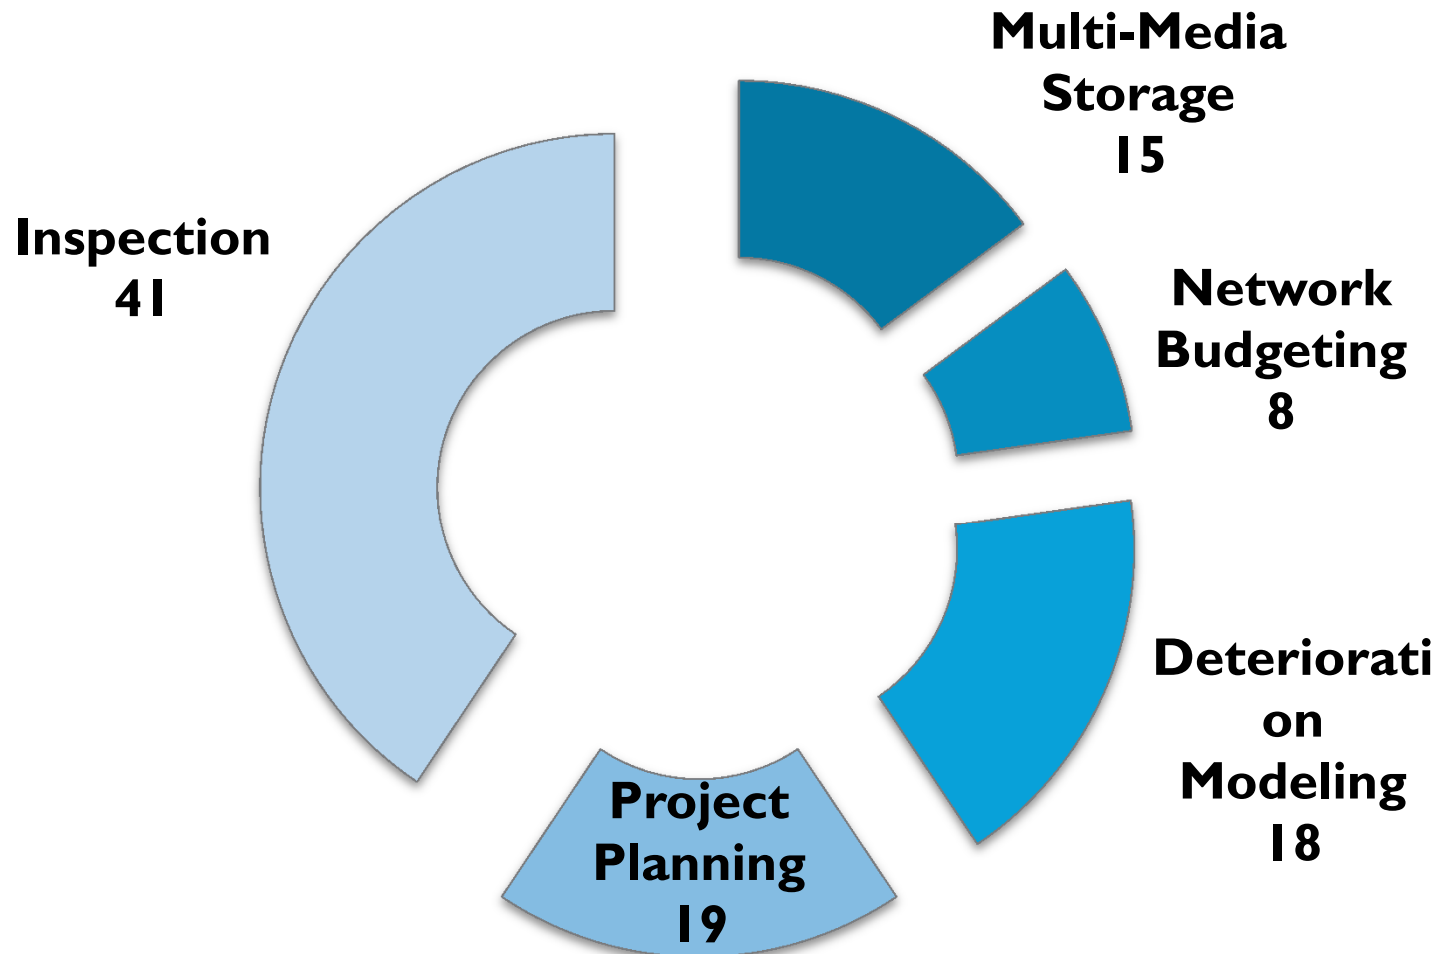 Multi-Media
Storage
15
Network
Budgeting
8
Deteriorati
on
Modeling
18
Project
Planning
19
Inspection
41